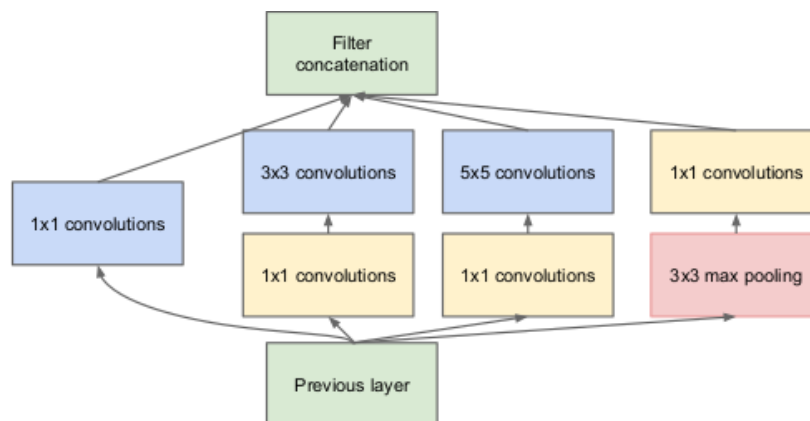 Filter
concatenation
3x3 convolutions
5x5 convolutions
1x1 convolutions
1x1 convolutions
1x1 convolutions
1x1 convolutions
3x3 max pooling
Previous layer